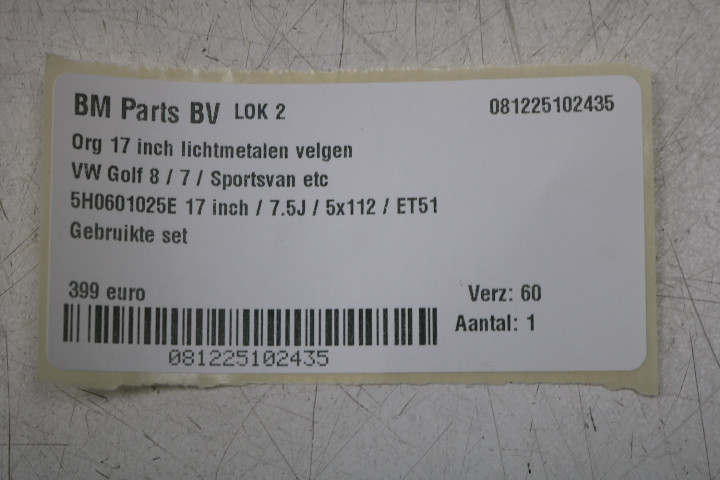 BM Parts BV LOK 2 081225102435
Org 17 inch lichtmetalen velgen
VW Golf 8 / 7 / Sportsvan etc
5H0601025E 17 inch / 7.5J / 5x112 / ET51
Gebruikte set
399 euro Verz: 60
Aantal: 1
081225102435